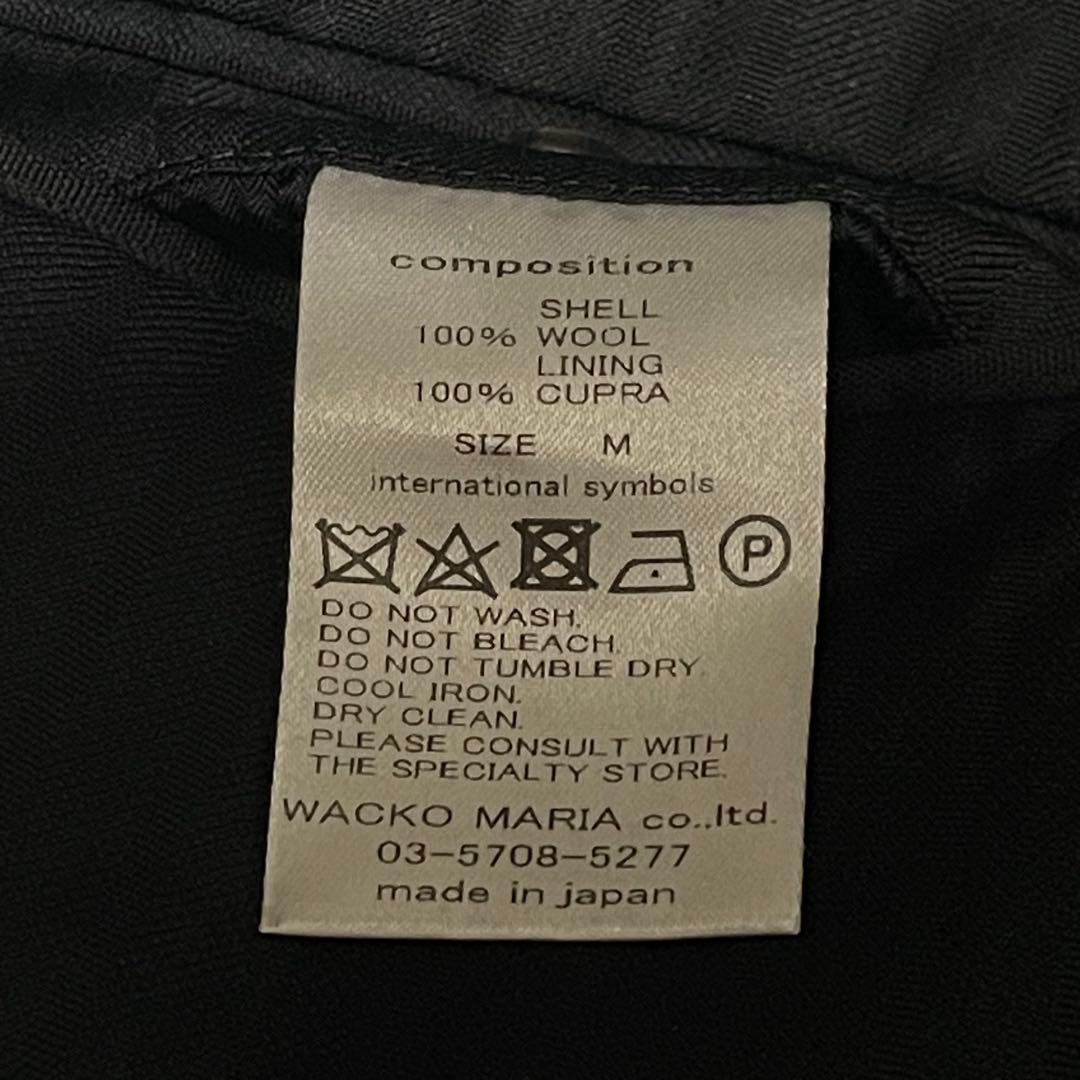 composition
SHELL
100% WOOL
LINING
100% CUPRA
SIZE M
international symbols
P
DO NOT WASH.
DO NOT BLEACH.
DO NOT TUMBLE DRY.
COOL IRON.
DRY CLEAN.
PLEASE CONSULT WITH
THE SPECIALTY STORE.
WACKO MARIA co.,ltd.
03-5708-5277
made in japan